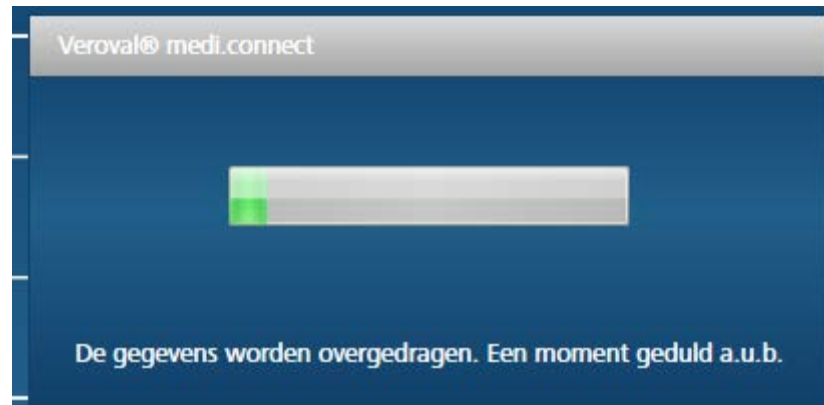 Veroval® medi.connect
De gegevens worden overgedragen. Een moment geduld a.u.b.